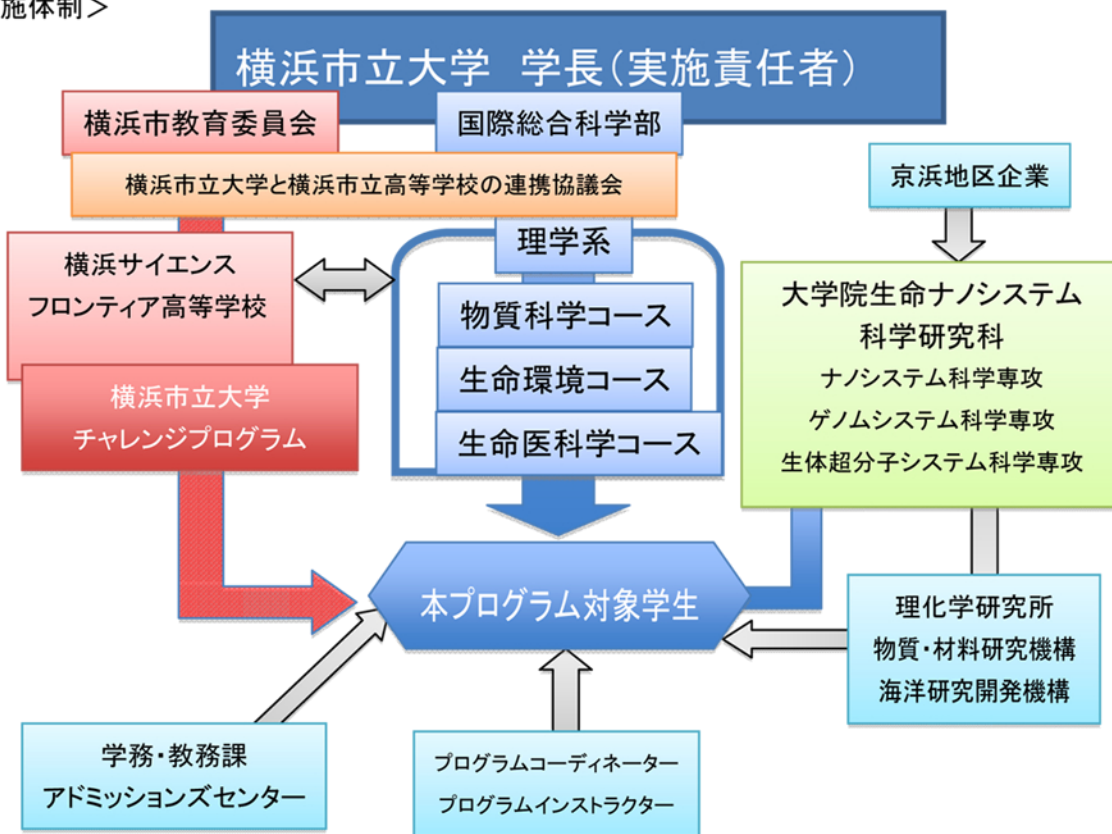 施体制＞
横浜市立大学　学長（実施責任者）
横浜市教育委員会
国際総合科学部
横浜市立大学と横浜市立高等学校の連携協議会
京浜地区企業
横浜サイエンス
フロンティア高等学校
理学系
物質科学コース
生命環境コース
生命医科学コース
大学院生命ナノシステム
科学研究科
ナノシステム科学専攻
ゲノムシステム科学専攻
生体超分子システム科学専攻
横浜市立大学
チャレンジプログラム
本プログラム対象学生
理化学研究所
物質・材料研究機構
海洋研究開発機構
学務・教務課
アドミッションズセンター
プログラムコーディネーター
プログラムインストラクター